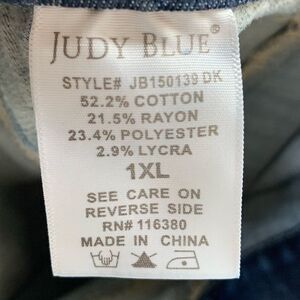 JUDY BLUE®
STYLE# JB150139 DK
52.2% COTTON
21.5% RAYON
23.4% POLYESTER
2.9% LYCRA
1XL
SEE CARE ON
REVERSE SIDE
RN# 116380
MADE IN CHINA